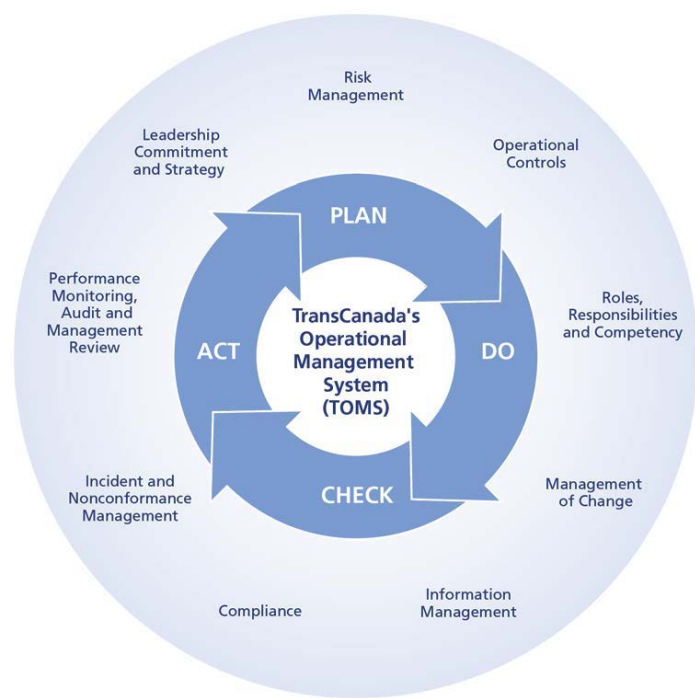 Risk
Management
Operational
Controls
Roles,
Responsibilities
and Competency
Management
of Change
Information
Management
Compliance
Incident and
Nonconformance
Management
Performance
Monitoring,
Audit and
Management
Review
Leadership
Commitment
and Strategy
PLAN
DO
CHECK
ACT
TransCanada's
Operational
Management
System
(TOMS)